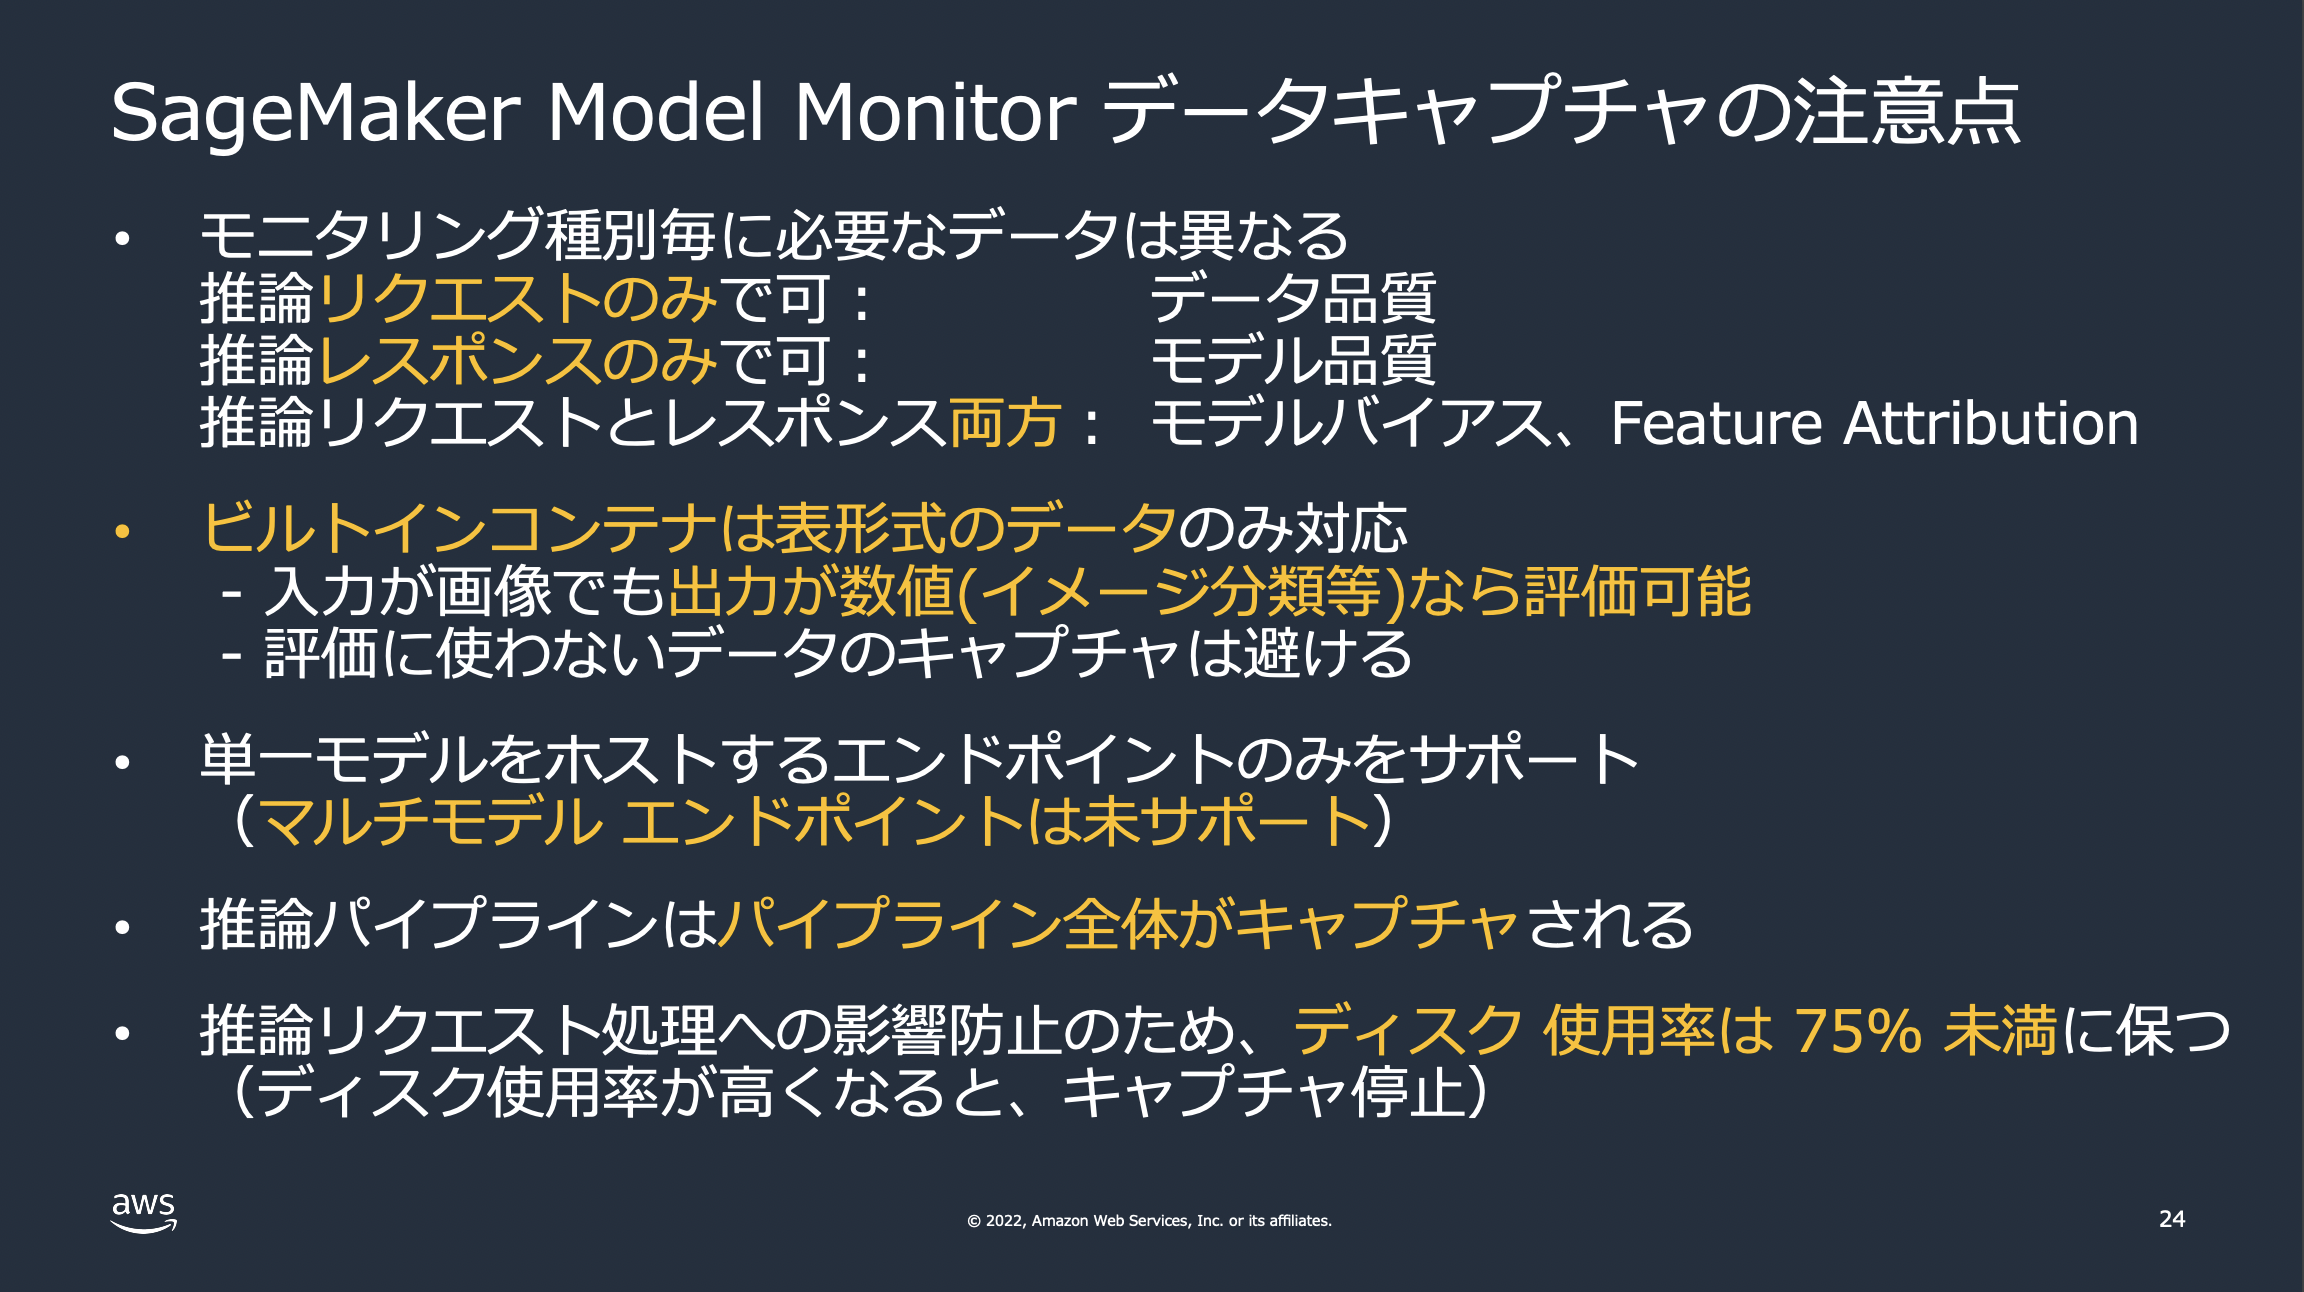 SageMaker Model Monitor データキャプチャの注意点
• モニタリング種別毎に必要なデータは異なる
推論リクエストのみで可： データ品質
推論レスポンスのみで可： モデル品質
推論リクエストとレスポンス両方： モデルバイアス、Feature Attribution
• ビルトインコンテナは表形式のデータのみ対応
- 入力が画像でも出力が数値(イメージ分類等)なら評価可能
- 評価に使わないデータのキャプチャは避ける
• 単一モデルをホストするエンドポイントのみをサポート
（マルチモデル エンドポイントは未サポート）
• 推論パイプラインはパイプライン全体がキャプチャされる
• 推論リクエスト処理への影響防止のため、ディスク 使用率は 75% 未満に保つ
（ディスク使用率が高くなると、キャプチャ停止）
aws
© 2022, Amazon Web Services, Inc. or its affiliates.
24